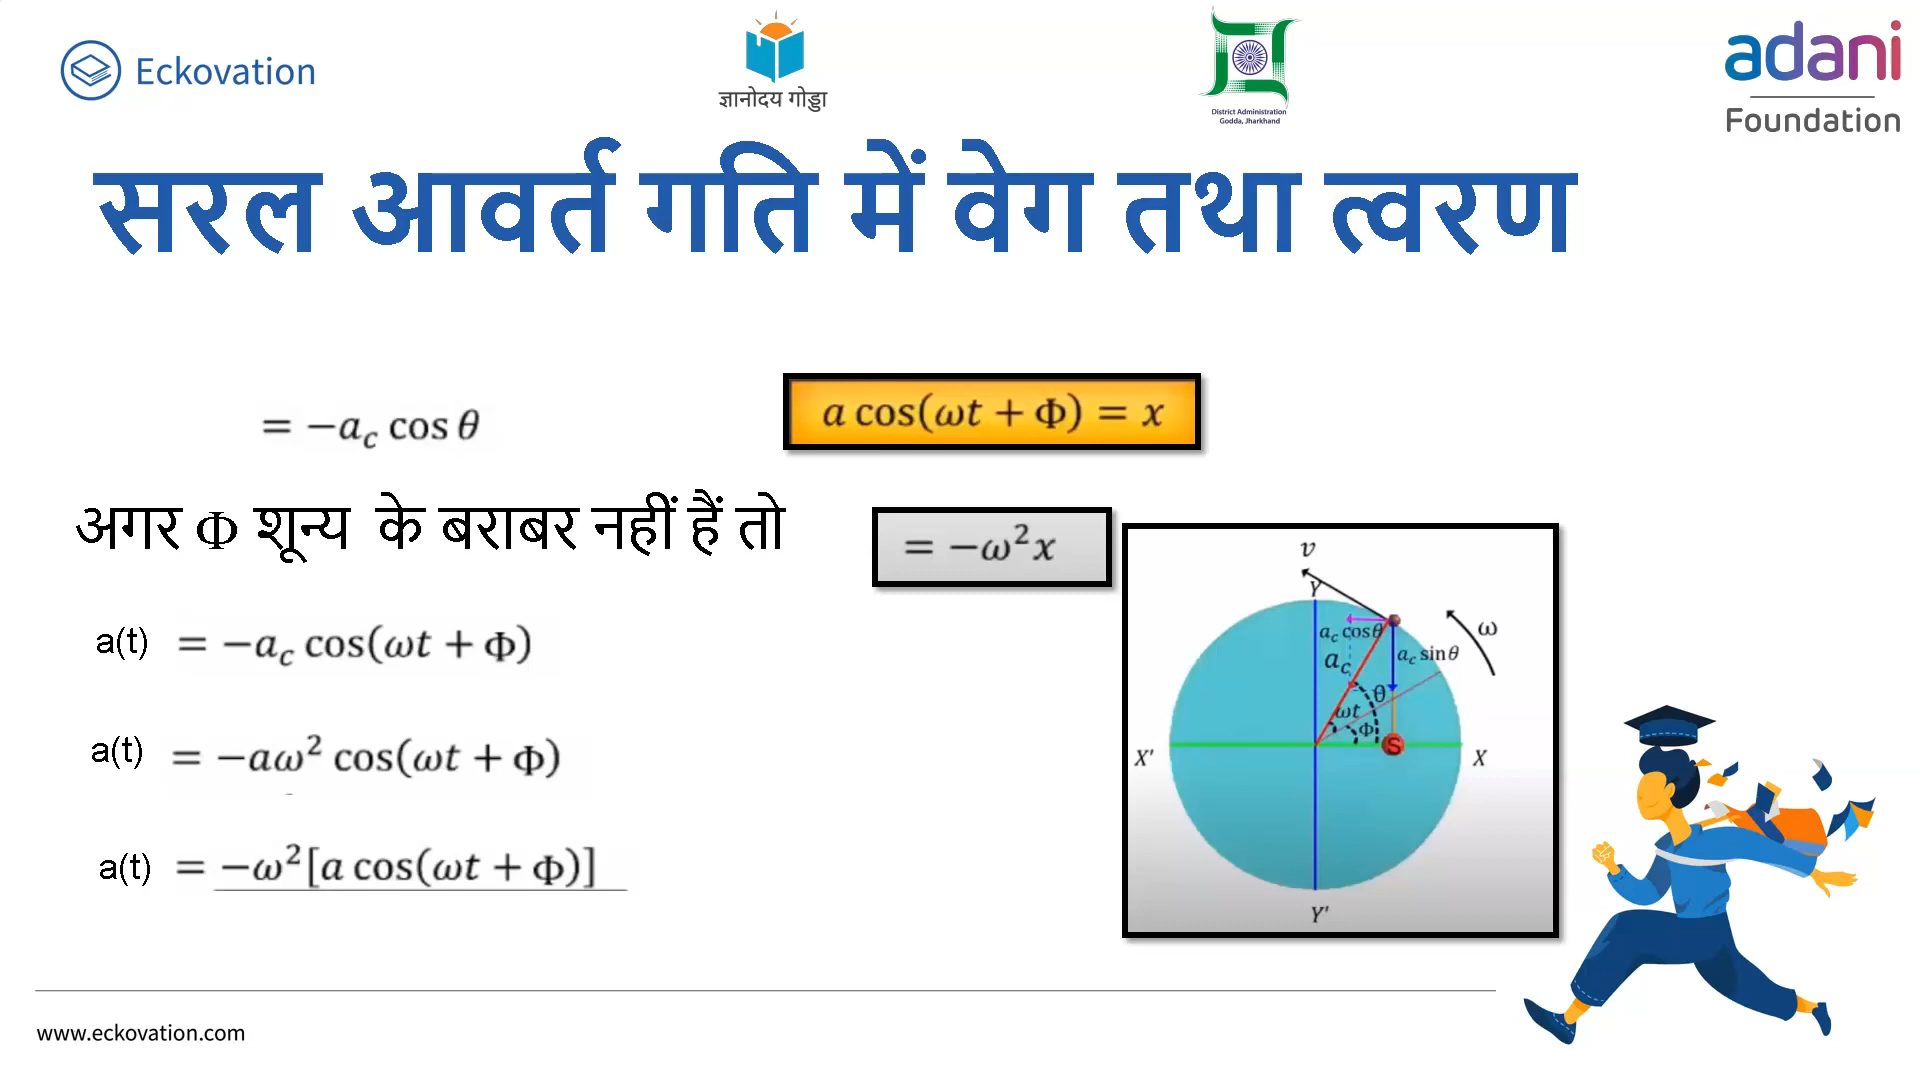 Eckovation
ज्ञानोदय गोड्डा
District Administration
Godda, Jharkhand
adani
Foundation
सरल आवर्त गति में वेग तथा त्वरण
= −a_c cos θ
a cos(ωt + Φ) = x
अगर Φ शून्य के बराबर नहीं हैं तो
= −ω²x
a(t) = −a_c cos(ωt + Φ)
a(t) = −aω² cos(ωt + Φ)
a(t) = −ω²[a cos(ωt + Φ)]
v
Y
ω
a_c cosθ
a_c
a_c sinθ
θ
ωt
Φ
S
X'
X
Y'
www.eckovation.com